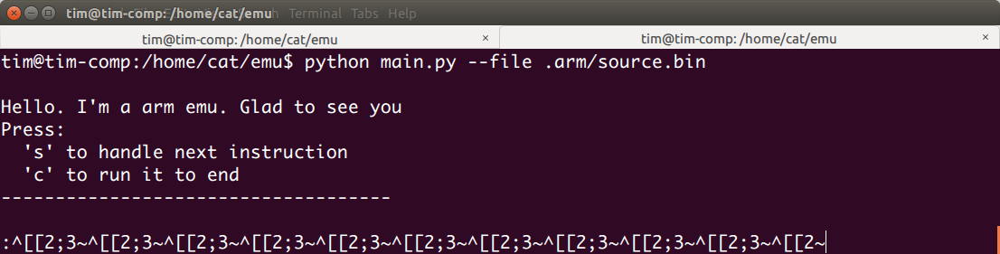 tim@tim-comp: /home/cat/emu Terminal Tabs Help
tim@tim-comp: /home/cat/emu × tim@tim-comp: /home/cat/emu ×
tim@tim-comp:/home/cat/emu$ python main.py --file .arm/source.bin
Hello. I'm a arm emu. Glad to see you
Press:
's' to handle next instruction
'c' to run it to end
------------------------------------
:^[[2;3~^[[2;3~^[[2;3~^[[2;3~^[[2;3~^[[2;3~^[[2;3~^[[2;3~^[[2;3~^[[2;3~^[[2~